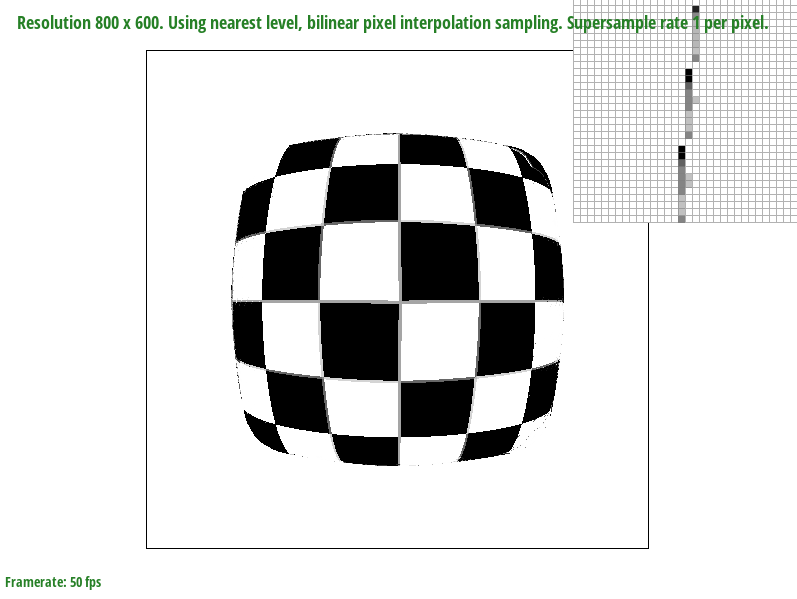 Resolution 800 x 600. Using nearest level, bilinear pixel interpolation sampling. Supersample rate 1 per pixel.
Framerate: 50 fps